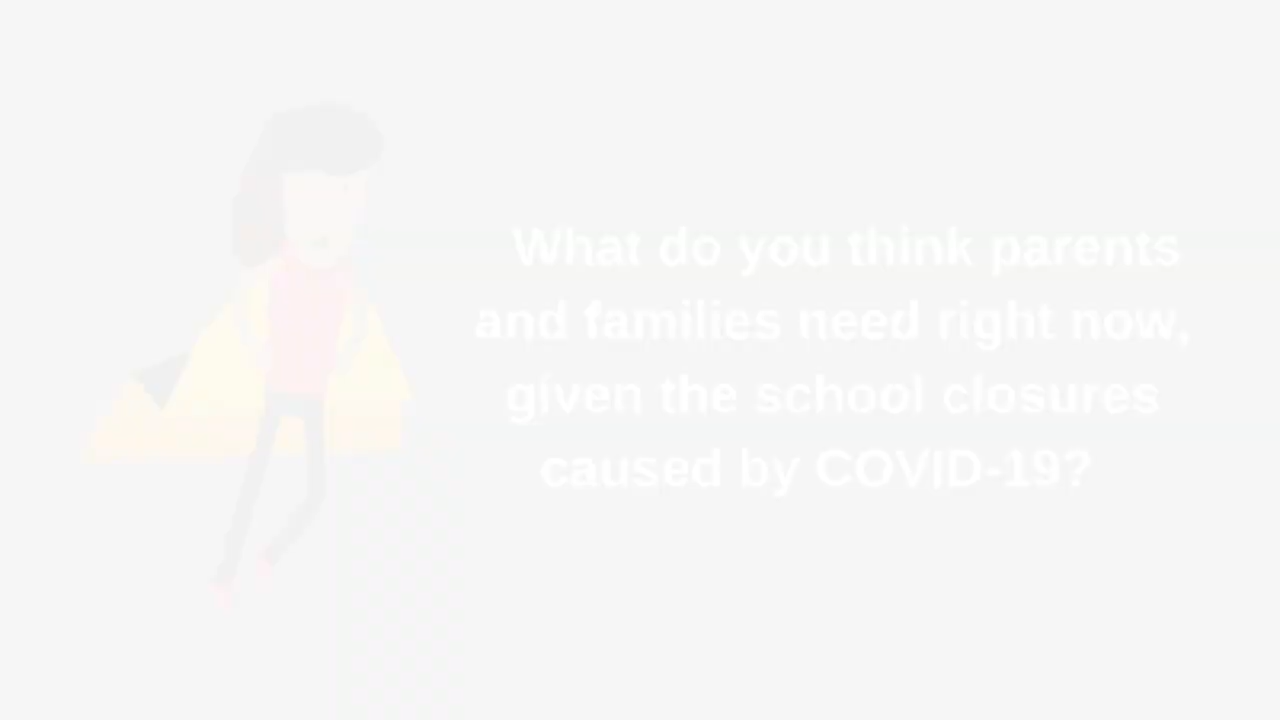 What do you think parents
and families need right now,
given the school closures
caused by COVID-19?